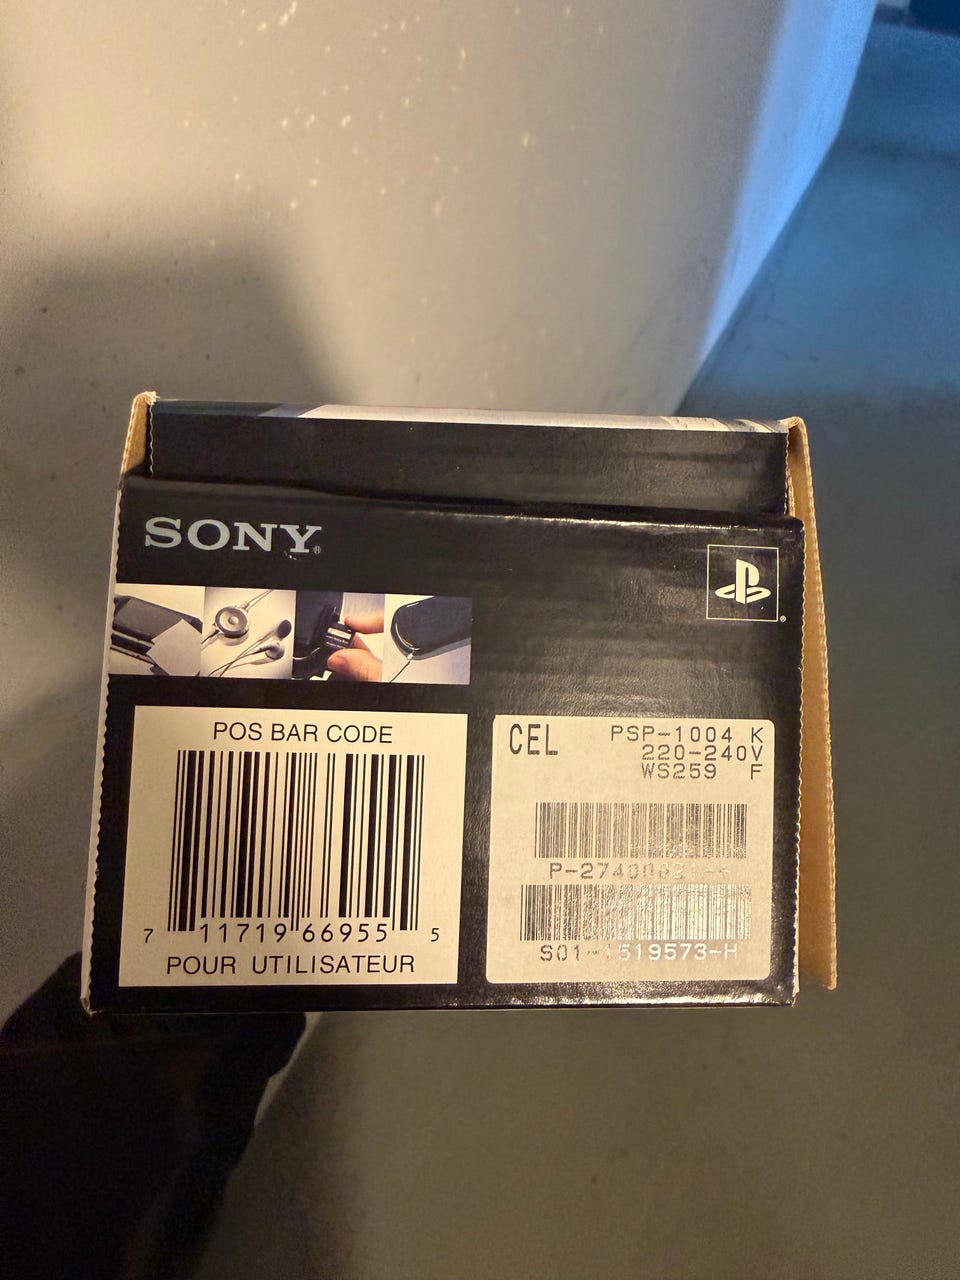 SONY®
POS BAR CODE
7 11719 66955 5
POUR UTILISATEUR
CEL
PSP-1004 K
220-240V
WS259 F